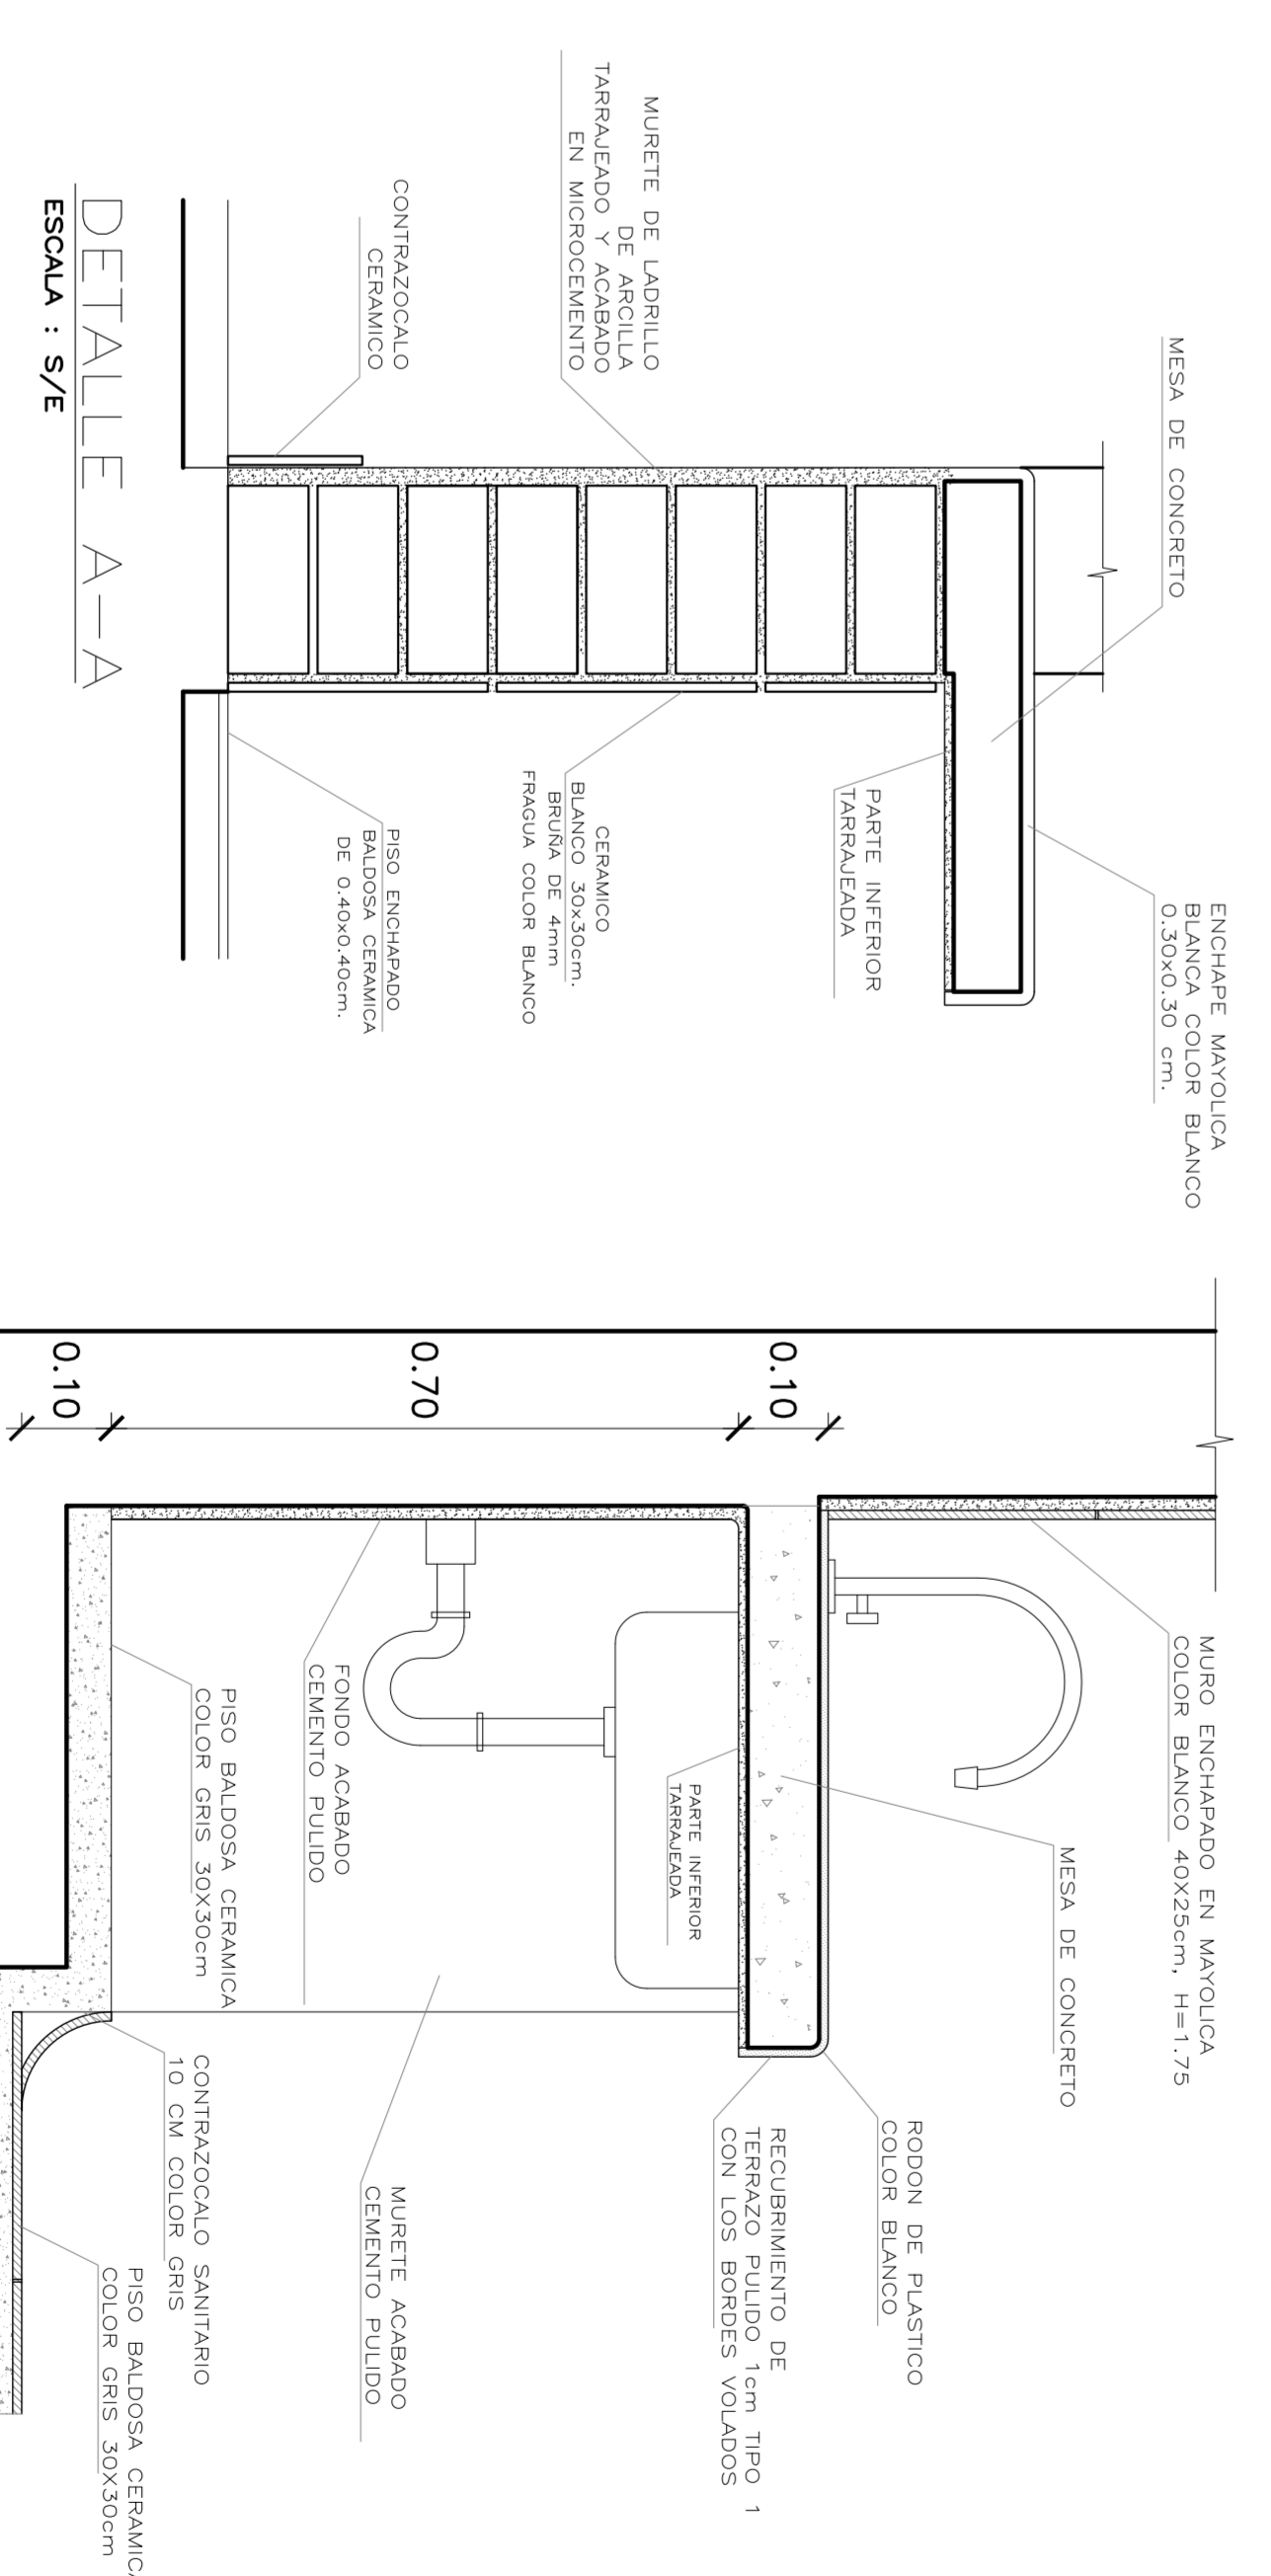 MESA DE CONCRETO
ENCHAPE MAYOLICA
BLANCA COLOR BLANCO
0.30x0.30 cm.
MURETE DE LADRILLO
DE ARCILLA
TARRAJEADO Y ACABADO
EN MICROCEMENTO
PARTE INFERIOR
TARRAJEADA
CERAMICO
BLANCO 30x30cm.
BRUÑA DE 4mm
FRAGUA COLOR BLANCO
CONTRAZOCALO
CERAMICO
PISO ENCHAPADO
BALDOSA CERAMICA
DE 0.40x0.40cm.
DETALLE A-A
ESCALA : S/E
MURO ENCHAPADO EN MAYOLICA
COLOR BLANCO 40X25cm, H=1.75
MESA DE CONCRETO
RODON DE PLASTICO
COLOR BLANCO
0.10
RECUBRIMIENTO DE
TERRAZO PULIDO 1cm TIPO 1
CON LOS BORDES VOLADOS
PARTE INFERIOR
TARRAJEADA
0.70
MURETE ACABADO
CEMENTO PULIDO
FONDO ACABADO
CEMENTO PULIDO
PISO BALDOSA CERAMICA
COLOR GRIS 30X30cm
CONTRAZOCALO SANITARIO
10 CM COLOR GRIS
PISO BALDOSA CERAMICA
COLOR GRIS 30X30cm
0.10